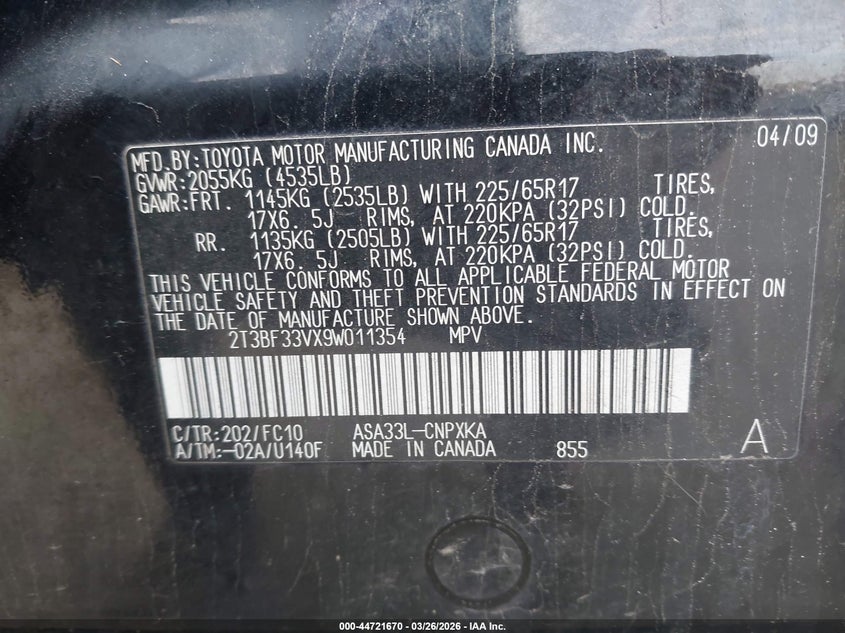 MFD.BY:TOYOTA MOTOR MANUFACTURING CANADA INC. 04/09
GVWR:2055KG (4535LB)
GAWR:FRT. 1145KG (2535LB) WITH 225/65R17 TIRES,
17X6. 5J RIMS, AT 220KPA (32PSI) COLD.
RR. 1135KG (2505LB) WITH 225/65R17 TIRES,
17X6. 5J RIMS, AT 220KPA (32PSI) COLD.
THIS VEHICLE CONFORMS TO ALL APPLICABLE FEDERAL MOTOR
VEHICLE SAFETY AND THEFT PREVENTION STANDARDS IN EFFECT ON
THE DATE OF MANUFACTURE SHOWN ABOVE.
2T3BF33VX9W011354 MPV
C/TR:202/FC10 ASA33L-CNPXKA
A/TM:-02A/U140F MADE IN CANADA 855 A
000-44721670 - 03/26/2026 - IAA Inc.